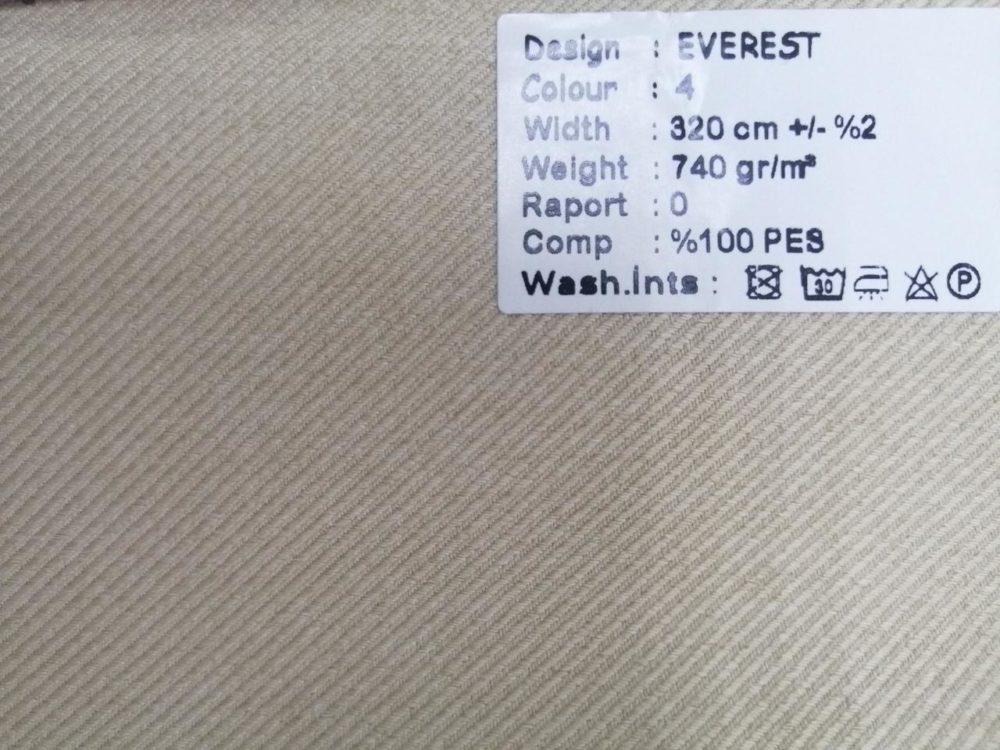 Design : EVEREST
Colour : 4
Width : 320 cm +/- %2
Weight : 740 gr/m²
Raport : 0
Comp : %100 PES
Wash.İnts : 30 P